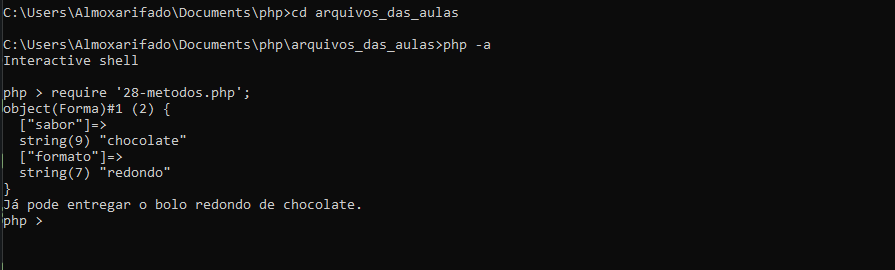 C:\Users\Almoxarifado\Documents\php>cd arquivos_das_aulas
C:\Users\Almoxarifado\Documents\php\arquivos_das_aulas>php -a
Interactive shell
php > require '28-metodos.php';
object(Forma)#1 (2) {
  ["sabor"]=>
  string(9) "chocolate"
  ["formato"]=>
  string(7) "redondo"
}
Já pode entregar o bolo redondo de chocolate.
php >